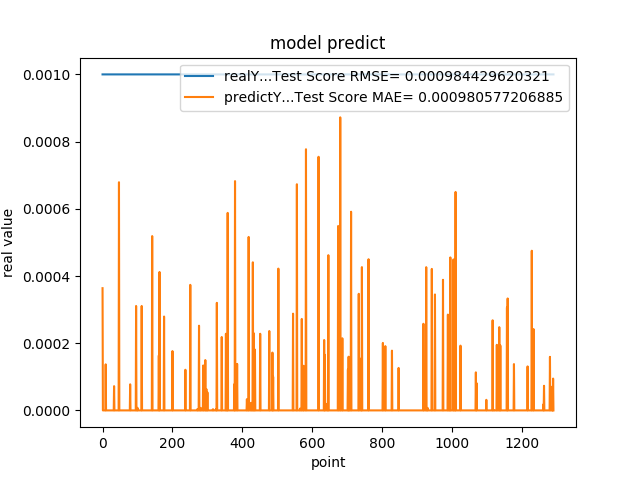 model predict
realY...Test Score RMSE= 0.000984429620321
predictY...Test Score MAE= 0.000980577206885
0.0010
0.0008
0.0006
0.0004
0.0002
0.0000
real value
0 200 400 600 800 1000 1200
point